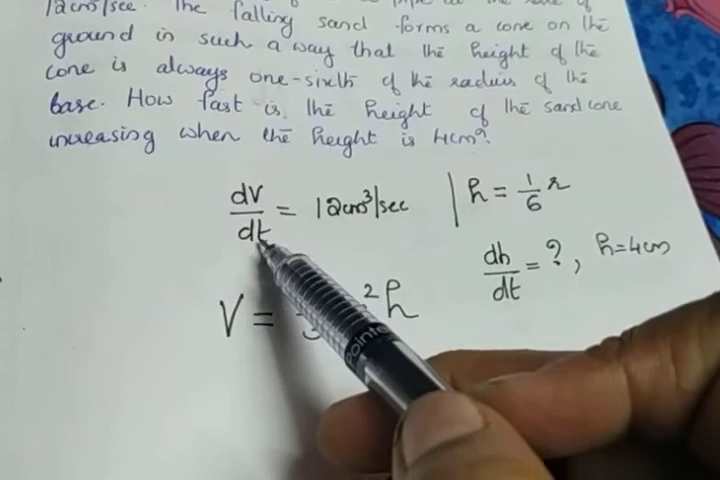 12cm³/sec. The falling sand forms a cone on the
ground in such a way that the height of the
cone is always one-sixth of the radius of the
base. How fast is the height of the sand cone
increasing when the height is 4cm?
dV/dt = 12cm³/sec | h = 1/6 r
dh/dt = ?, h=4cm
V = ²h
Pointe